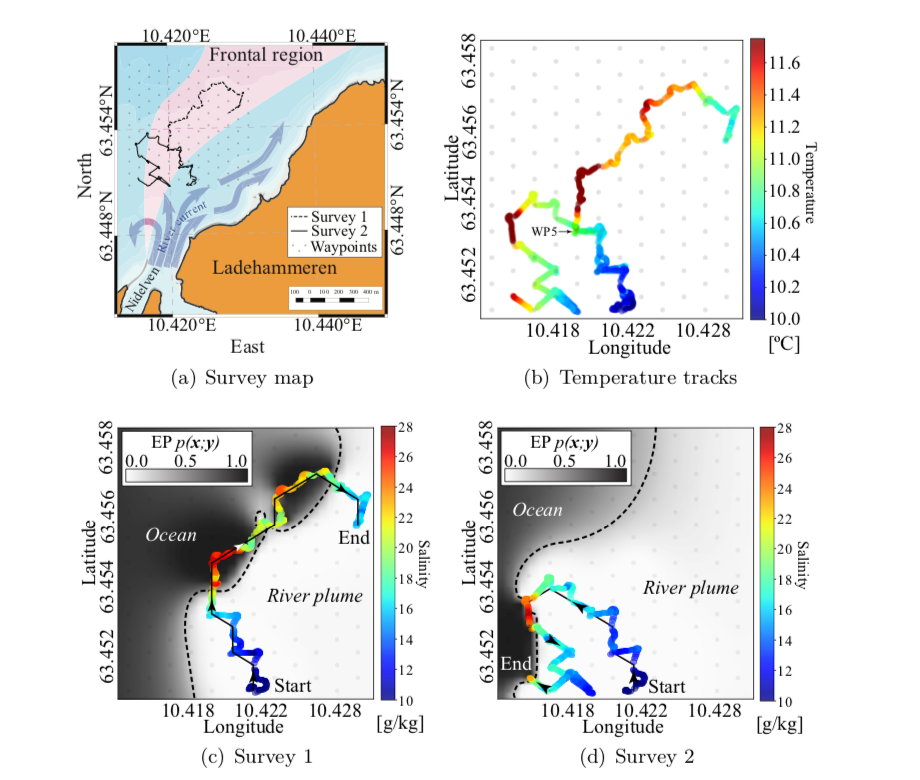 10.420°E 10.440°E
Frontal region
63.454°N
63.454°N
North
63.448°N
63.448°N
River current
Survey 1
Survey 2
Waypoints
Nidelven
Ladehammeren
100 0 100 200 300 400 m
10.420°E 10.440°E
East
(a) Survey map
63.458
63.456
63.454
63.452
Latitude
WP5
10.418 10.422 10.428
Longitude
11.6
11.4
11.2
11.0
10.8
10.6
10.4
10.2
10.0
Temperature
[ºC]
(b) Temperature tracks
63.458
63.456
63.454
63.452
Latitude
EP p(x;y)
0.0 0.5 1.0
Ocean
End
River plume
Start
10.418 10.422 10.428
Longitude
28
26
24
22
20
18
16
14
12
10
Salinity
[g/kg]
(c) Survey 1
63.458
63.456
63.454
63.452
Latitude
EP p(x;y)
0.0 0.5 1.0
Ocean
River plume
End
Start
10.418 10.422 10.428
Longitude
28
26
24
22
20
18
16
14
12
10
Salinity
[g/kg]
(d) Survey 2